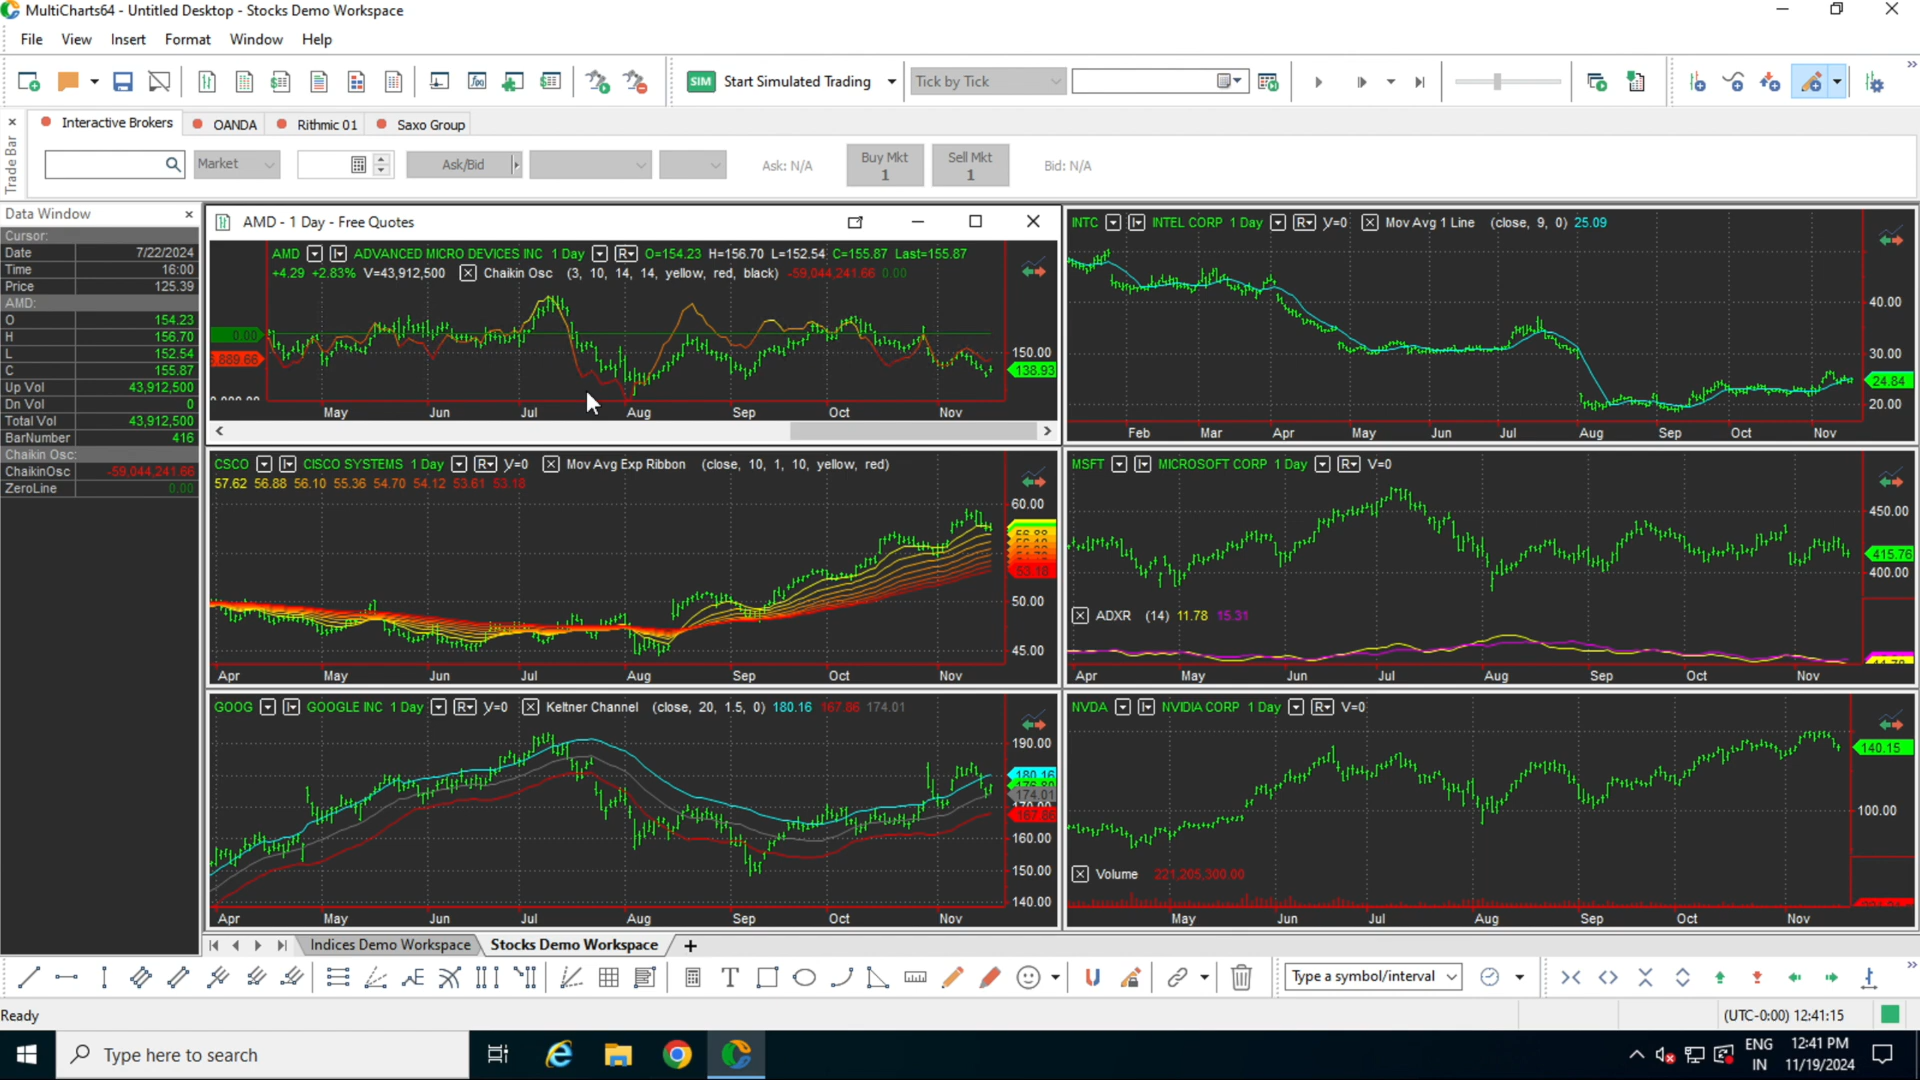 MultiCharts64 - Untitled Desktop - Stocks Demo Workspace
File View Insert Format Window Help
SIM Start Simulated Trading Tick by Tick
Trade Bar
Interactive Brokers OANDA Rithmic 01 Saxo Group
Market Ask/Bid Ask: N/A Buy Mkt 1 Sell Mkt 1 Bid: N/A
Data Window
Cursor:
Date 7/22/2024
Time 16:00
Price 125.39
AMD:
O 154.23
H 156.70
L 152.54
C 155.87
Up Vol 43,912,500
Dn Vol 0
Total Vol 43,912,500
BarNumber 416
Chaikin Osc:
ChaikinOsc -59,044,241.66
ZeroLine 0.00
AMD - 1 Day - Free Quotes
AMD ADVANCED MICRO DEVICES INC 1 Day R O=154.23 H=156.70 L=152.54 C=155.87 Last=155.87
+4.29 +2.83% V=43,912,500 Chaikin Osc (3, 10, 14, 14, yellow, red, black) -59,044,241.66 0.00
0.00
150.00
138.93
May Jun Jul Aug Sep Oct Nov
INTC INTEL CORP 1 Day R V=0 Mov Avg 1 Line (close, 9, 0) 25.09
40.00
30.00
24.84
20.00
Feb Mar Apr May Jun Jul Aug Sep Oct Nov
CSCO CISCO SYSTEMS 1 Day R V=0 Mov Avg Exp Ribbon (close, 10, 1, 10, yellow, red)
57.62 56.88 56.10 55.36 54.70 54.12 53.61 53.18
60.00
53.18
50.00
45.00
Apr May Jun Jul Aug Sep Oct Nov
MSFT MICROSOFT CORP 1 Day R V=0
450.00
415.76
400.00
ADXR (14) 11.78 15.31
Apr May Jun Jul Aug Sep Oct Nov
GOOG GOOGLE INC 1 Day R V=0 Keltner Channel (close, 20, 1.5, 0) 180.16 167.86 174.01
190.00
180.16
174.01
167.86
160.00
150.00
140.00
Apr May Jun Jul Aug Sep Oct Nov
NVDA NVIDIA CORP 1 Day R V=0
140.15
100.00
Volume 221,205,300.00
May Jun Jul Aug Sep Oct Nov
Indices Demo Workspace Stocks Demo Workspace +
Type a symbol/interval
Ready (UTC-0:00) 12:41:15
Type here to search
ENG 12:41 PM
IN 11/19/2024